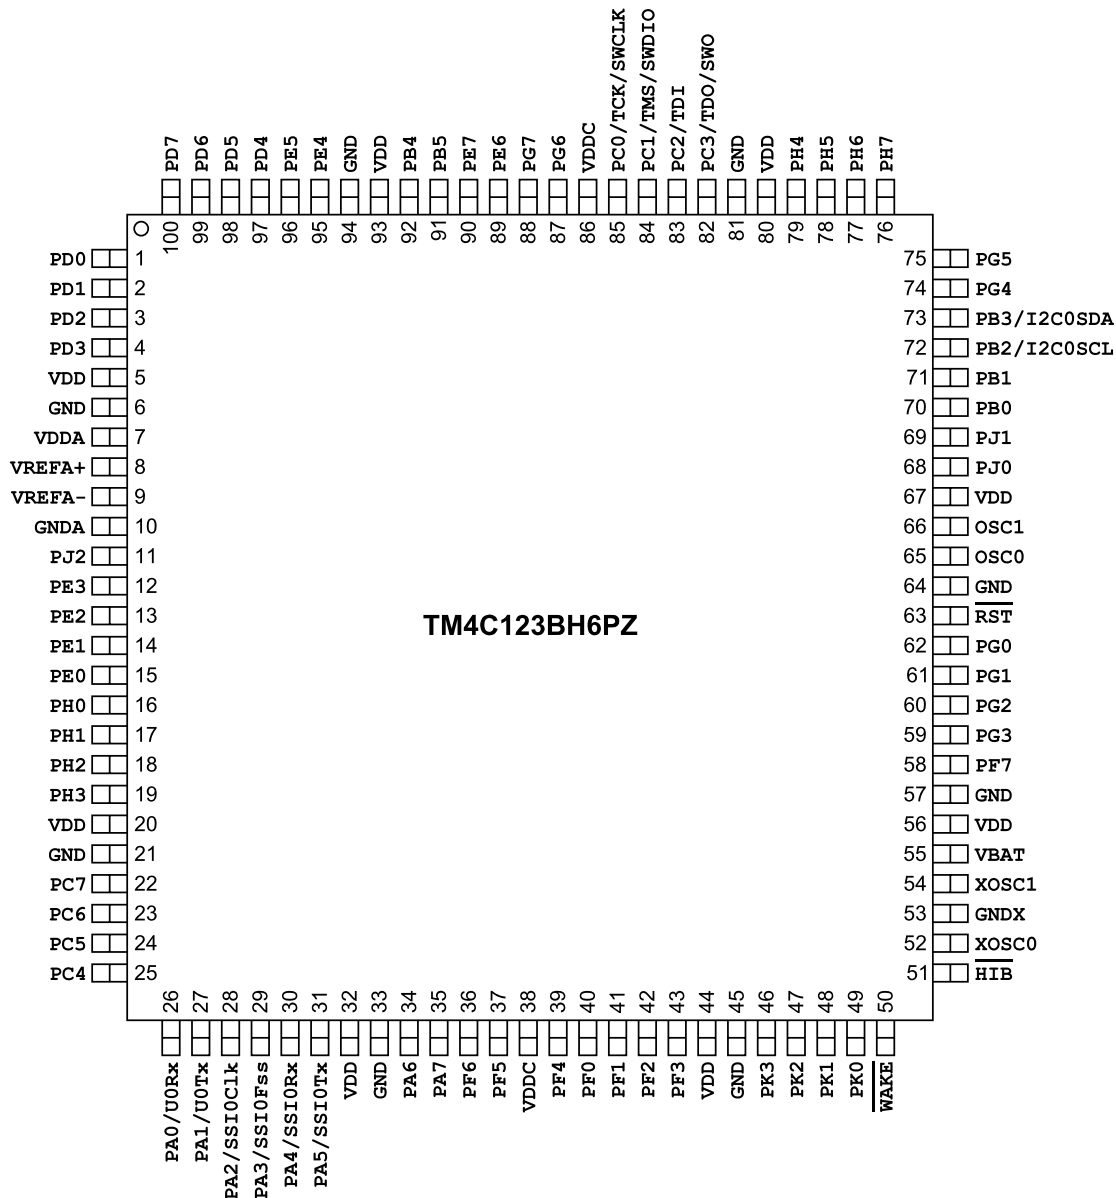 PD7 PD6 PD5 PD4 PE5 PE4 GND VDD PB4 PB5 PE7 PE6 PG7 PG6 VDDC PC0/TCK/SWCLK PC1/TMS/SWDIO PC2/TDI PC3/TDO/SWO GND VDD PH4 PH5 PH6 PH7
100 99 98 97 96 95 94 93 92 91 90 89 88 87 86 85 84 83 82 81 80 79 78 77 76
PD0 1 75 PG5
PD1 2 74 PG4
PD2 3 73 PB3/I2C0SDA
PD3 4 72 PB2/I2C0SCL
VDD 5 71 PB1
GND 6 70 PB0
VDDA 7 69 PJ1
VREFA+ 8 68 PJ0
VREFA- 9 67 VDD
GNDA 10 66 OSC1
PJ2 11 65 OSC0
PE3 12 64 GND
PE2 13 63 RST
TM4C123BH6PZ
PE1 14 62 PG0
PE0 15 61 PG1
PH0 16 60 PG2
PH1 17 59 PG3
PH2 18 58 PF7
PH3 19 57 GND
VDD 20 56 VDD
GND 21 55 VBAT
PC7 22 54 XOSC1
PC6 23 53 GNDX
PC5 24 52 XOSC0
PC4 25 51 HIB
26 27 28 29 30 31 32 33 34 35 36 37 38 39 40 41 42 43 44 45 46 47 48 49 50
PA0/U0Rx PA1/U0Tx PA2/SSI0Clk PA3/SSI0Fss PA4/SSI0Rx PA5/SSI0Tx VDD GND PA6 PA7 PF6 PF5 VDDC PF4 PF0 PF1 PF2 PF3 VDD GND PK3 PK2 PK1 PK0 WAKE